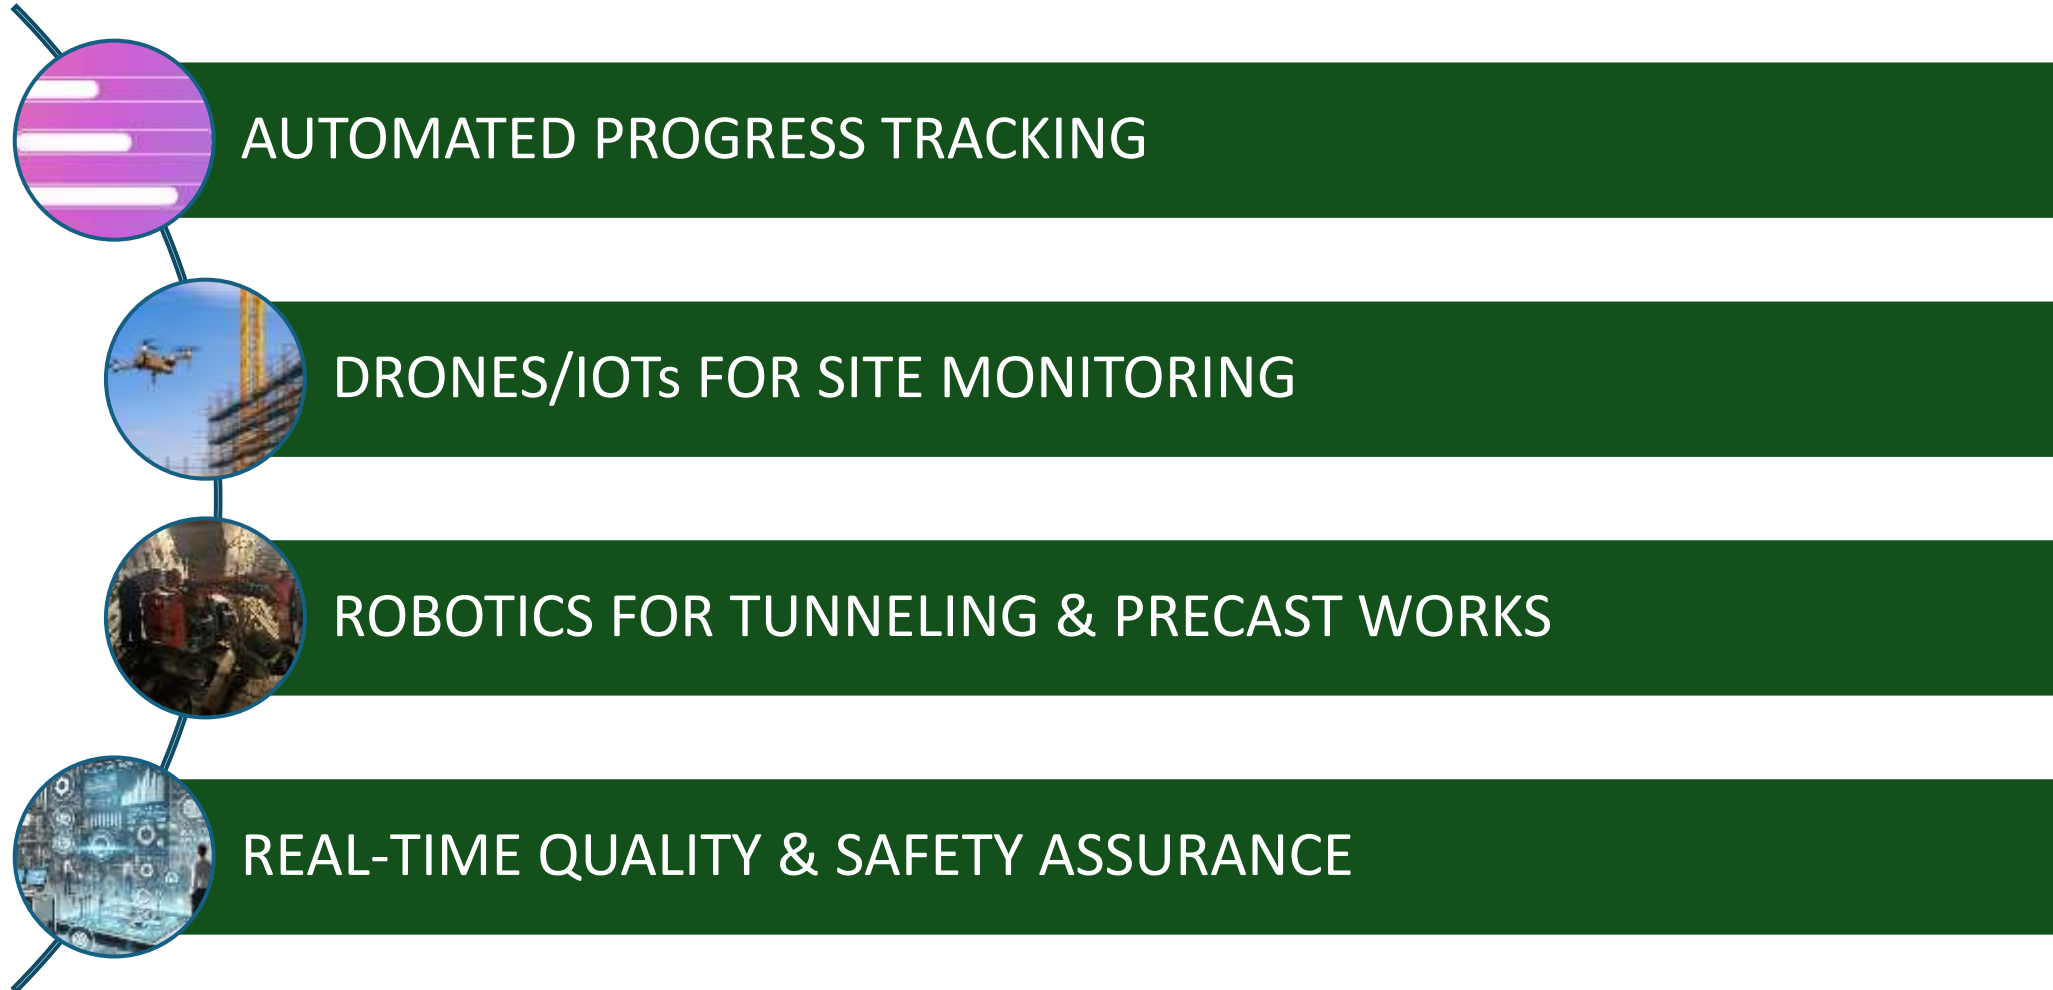 AUTOMATED PROGRESS TRACKING
DRONES/IOTs FOR SITE MONITORING
ROBOTICS FOR TUNNELING & PRECAST WORKS
REAL-TIME QUALITY & SAFETY ASSURANCE